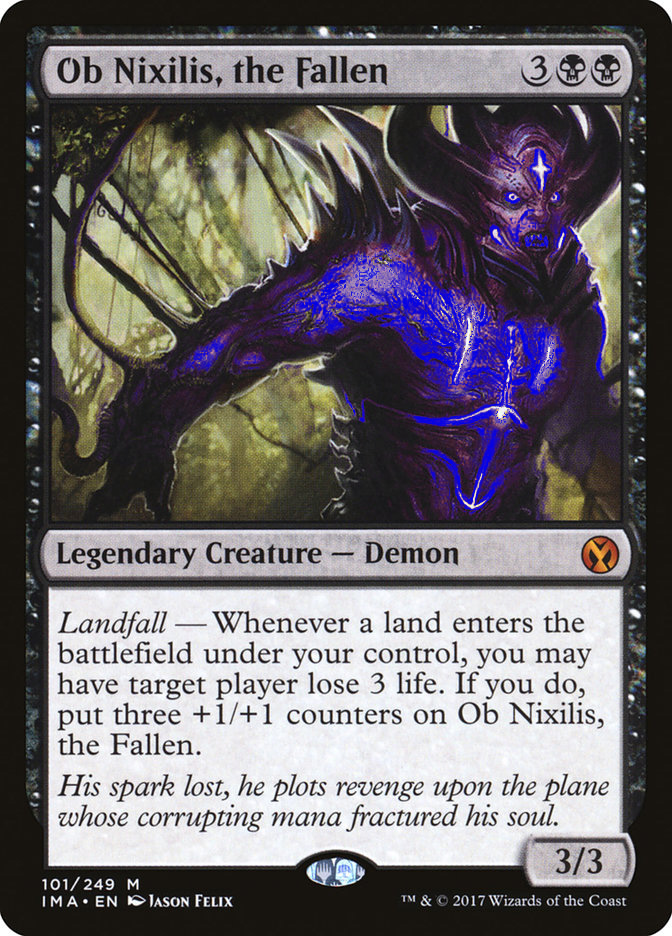 Ob Nixilis, the Fallen 3
Legendary Creature — Demon
Landfall — Whenever a land enters the
battlefield under your control, you may
have target player lose 3 life. If you do,
put three +1/+1 counters on Ob Nixilis,
the Fallen.
His spark lost, he plots revenge upon the plane
whose corrupting mana fractured his soul.
3/3
101/249 M
IMA • EN Jason Felix
™ & © 2017 Wizards of the Coast